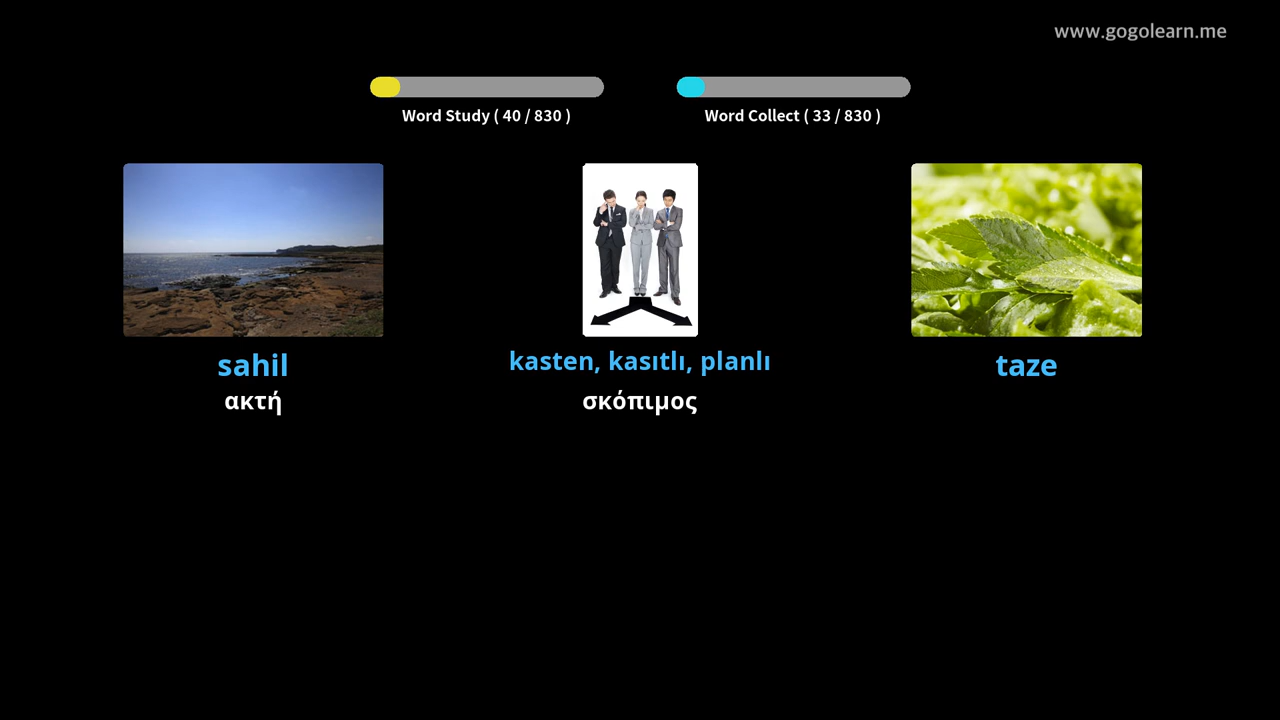 www.gogolearn.me
Word Study ( 40 / 830 )
Word Collect ( 33 / 830 )
sahil
ακτή
kasten, kasıtlı, planlı
σκόπιμος
taze